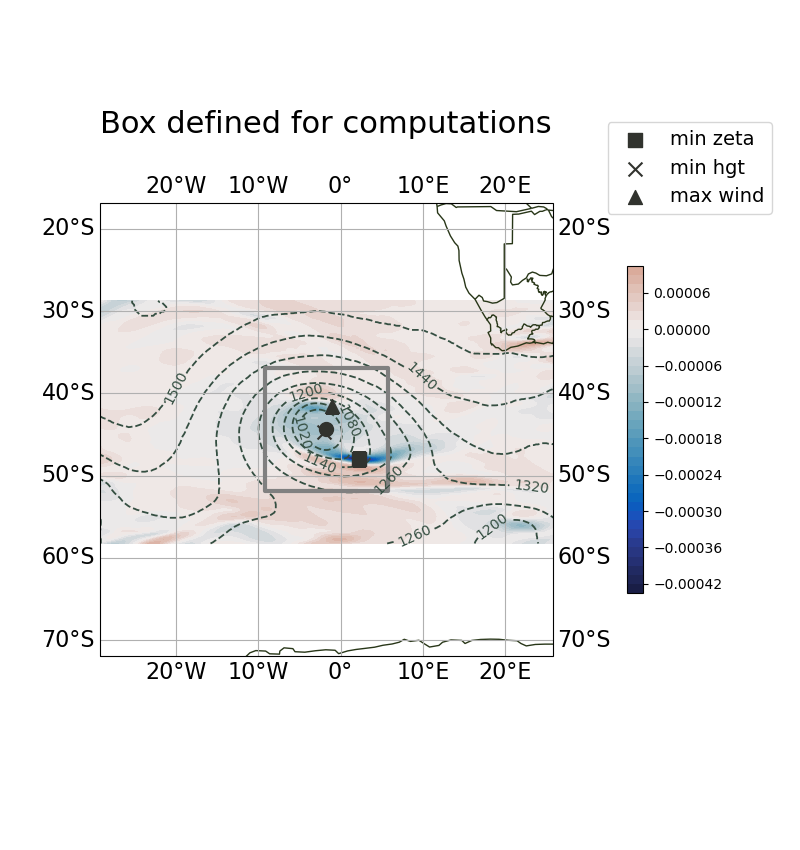 Box defined for computations
min zeta
min hgt
max wind
20°W 10°W 0° 10°E 20°E
20°S 20°S
30°S 30°S
40°S 40°S
50°S 50°S
60°S 60°S
70°S 70°S
20°W 10°W 0° 10°E 20°E
1500
1440
1200
1080
1020
1140
1260
1320
1200
1260
0.00006
0.00000
−0.00006
−0.00012
−0.00018
−0.00024
−0.00030
−0.00036
−0.00042